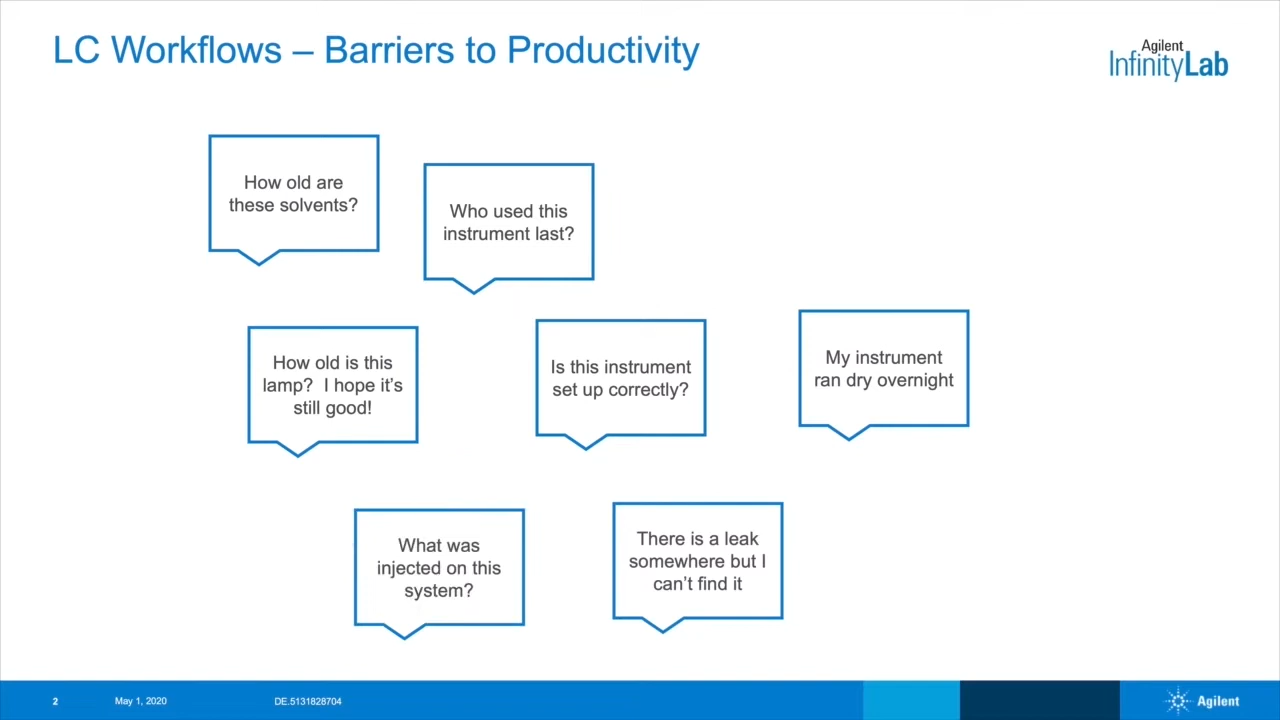 LC Workflows – Barriers to Productivity
Agilent
InfinityLab
How old are
these solvents?
Who used this
instrument last?
How old is this
lamp?  I hope it’s
still good!
Is this instrument
set up correctly?
My instrument
ran dry overnight
What was
injected on this
system?
There is a leak
somewhere but I
can’t find it
2
May 1, 2020
DE.5131828704
Agilent